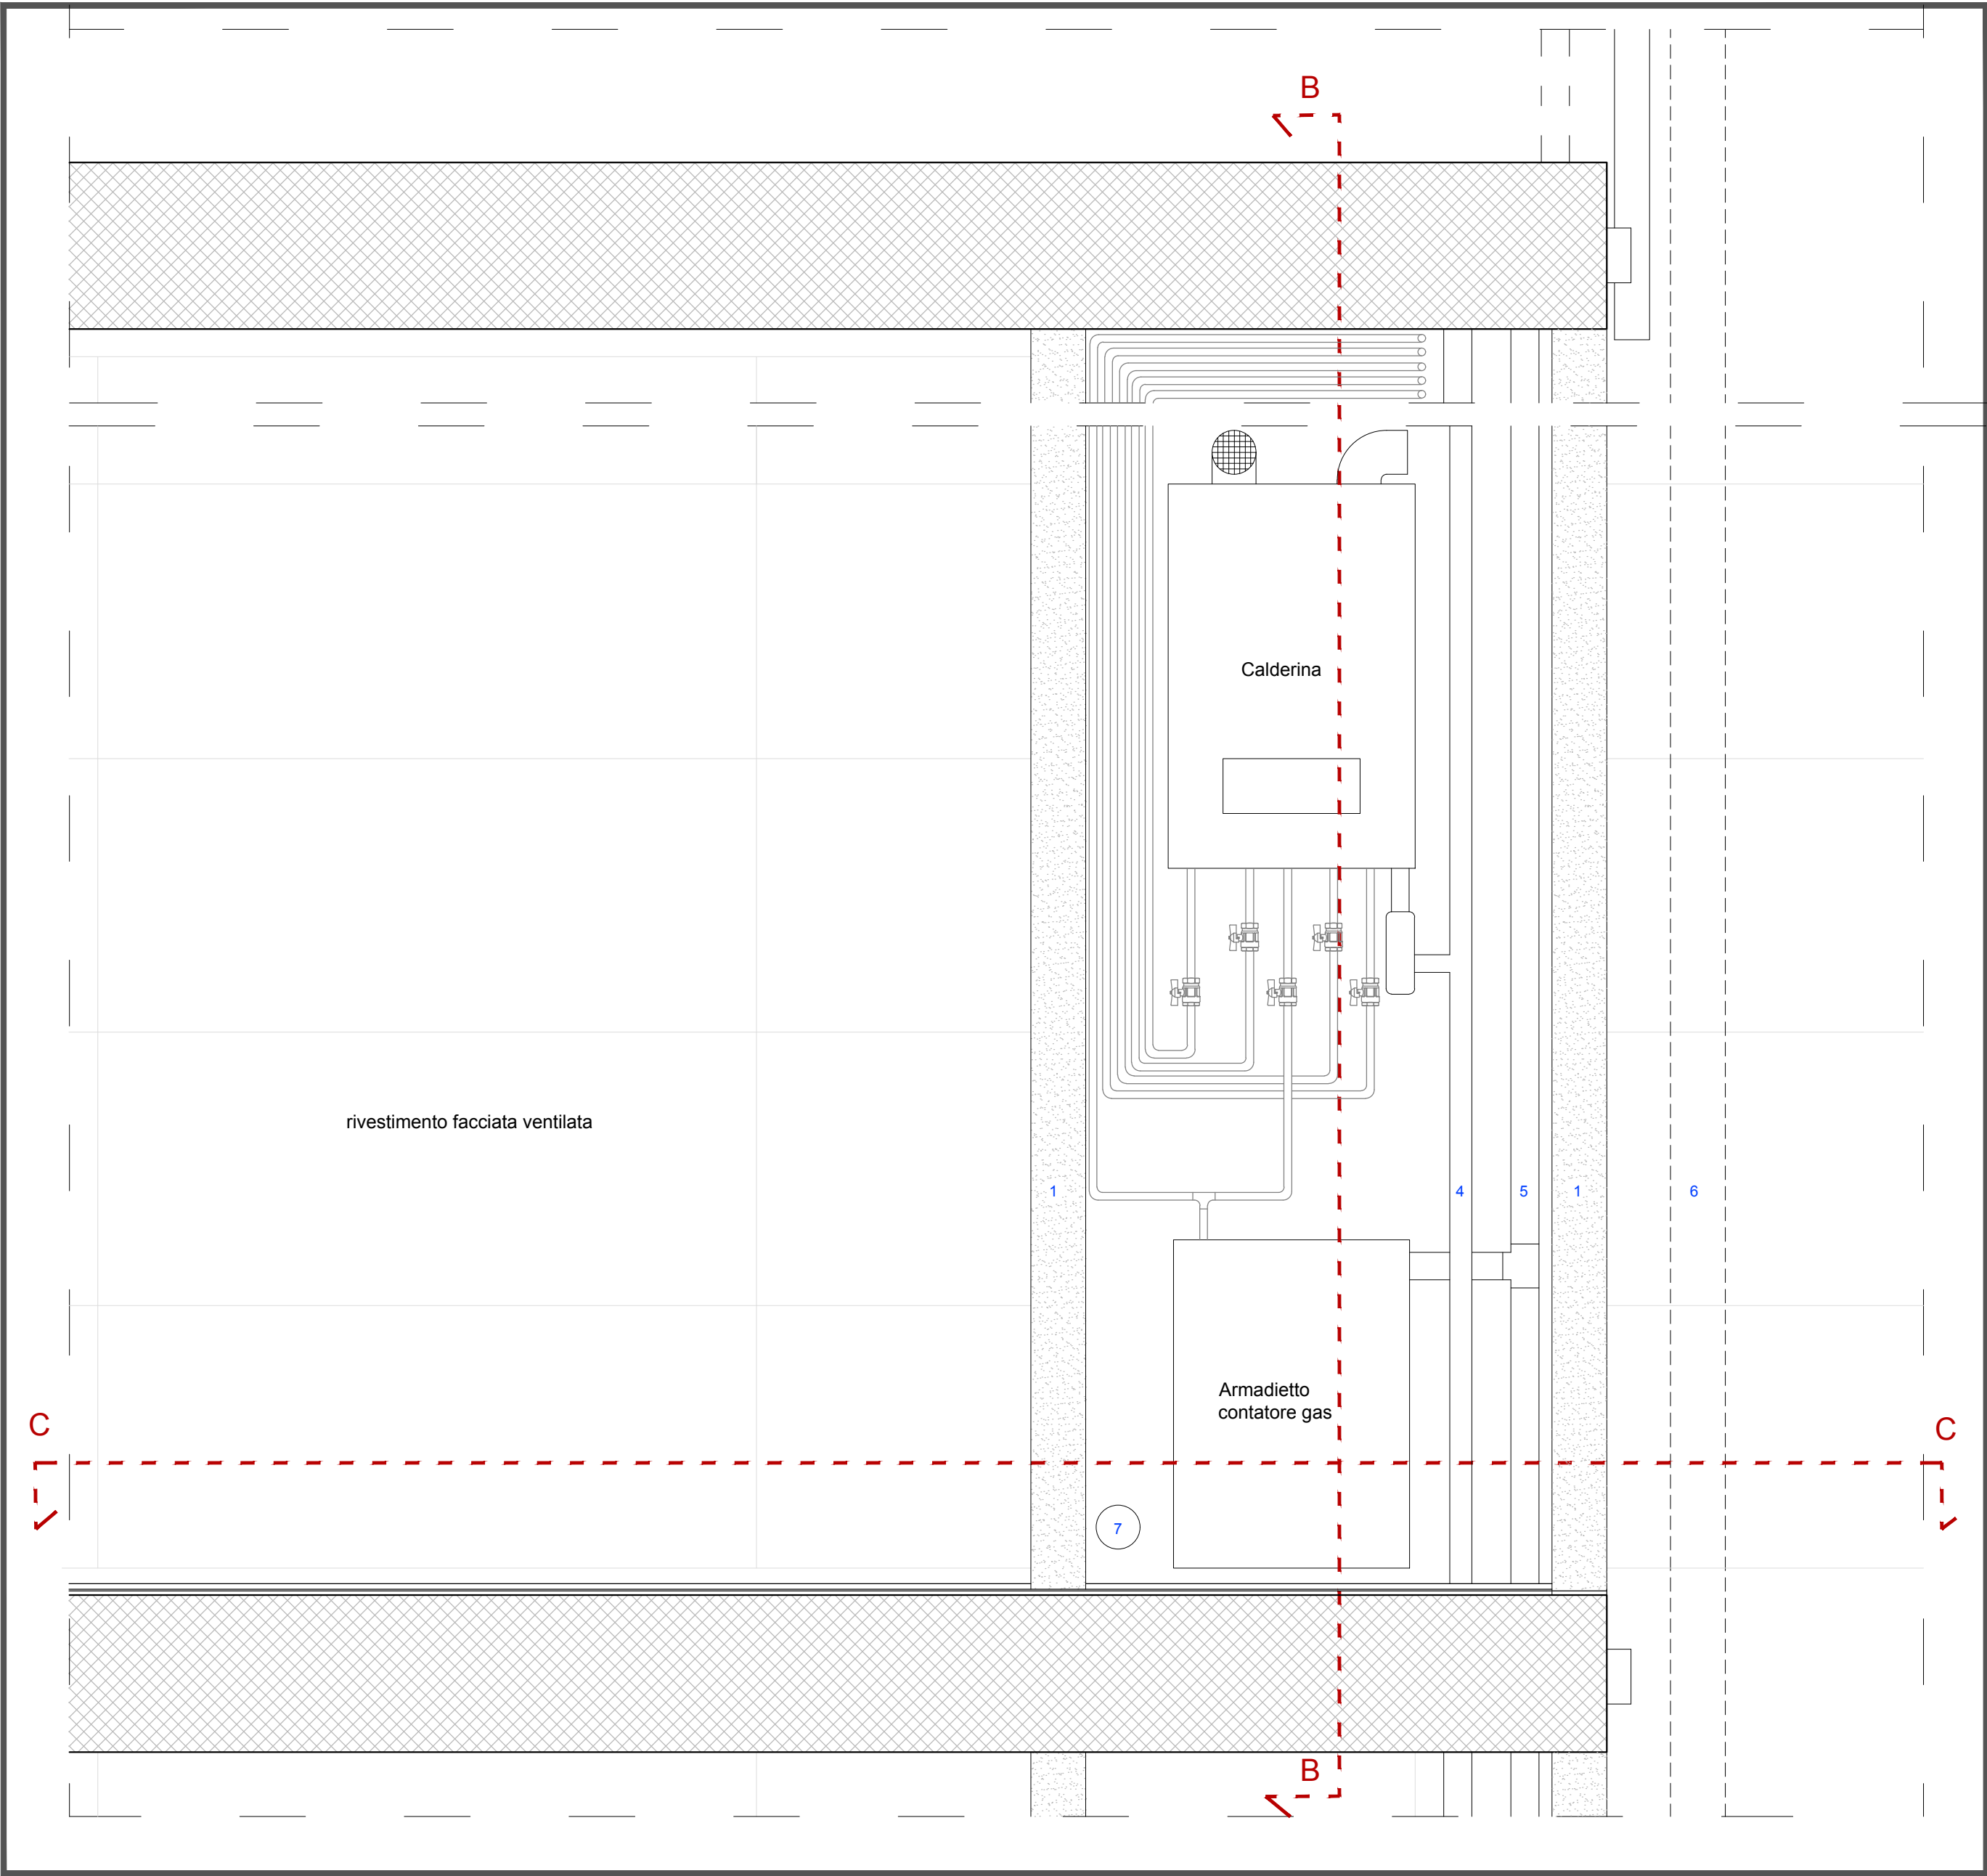 B
Calderina
rivestimento facciata ventilata
1
4
5
1
6
Armadietto
contatore gas
C
C
7
B